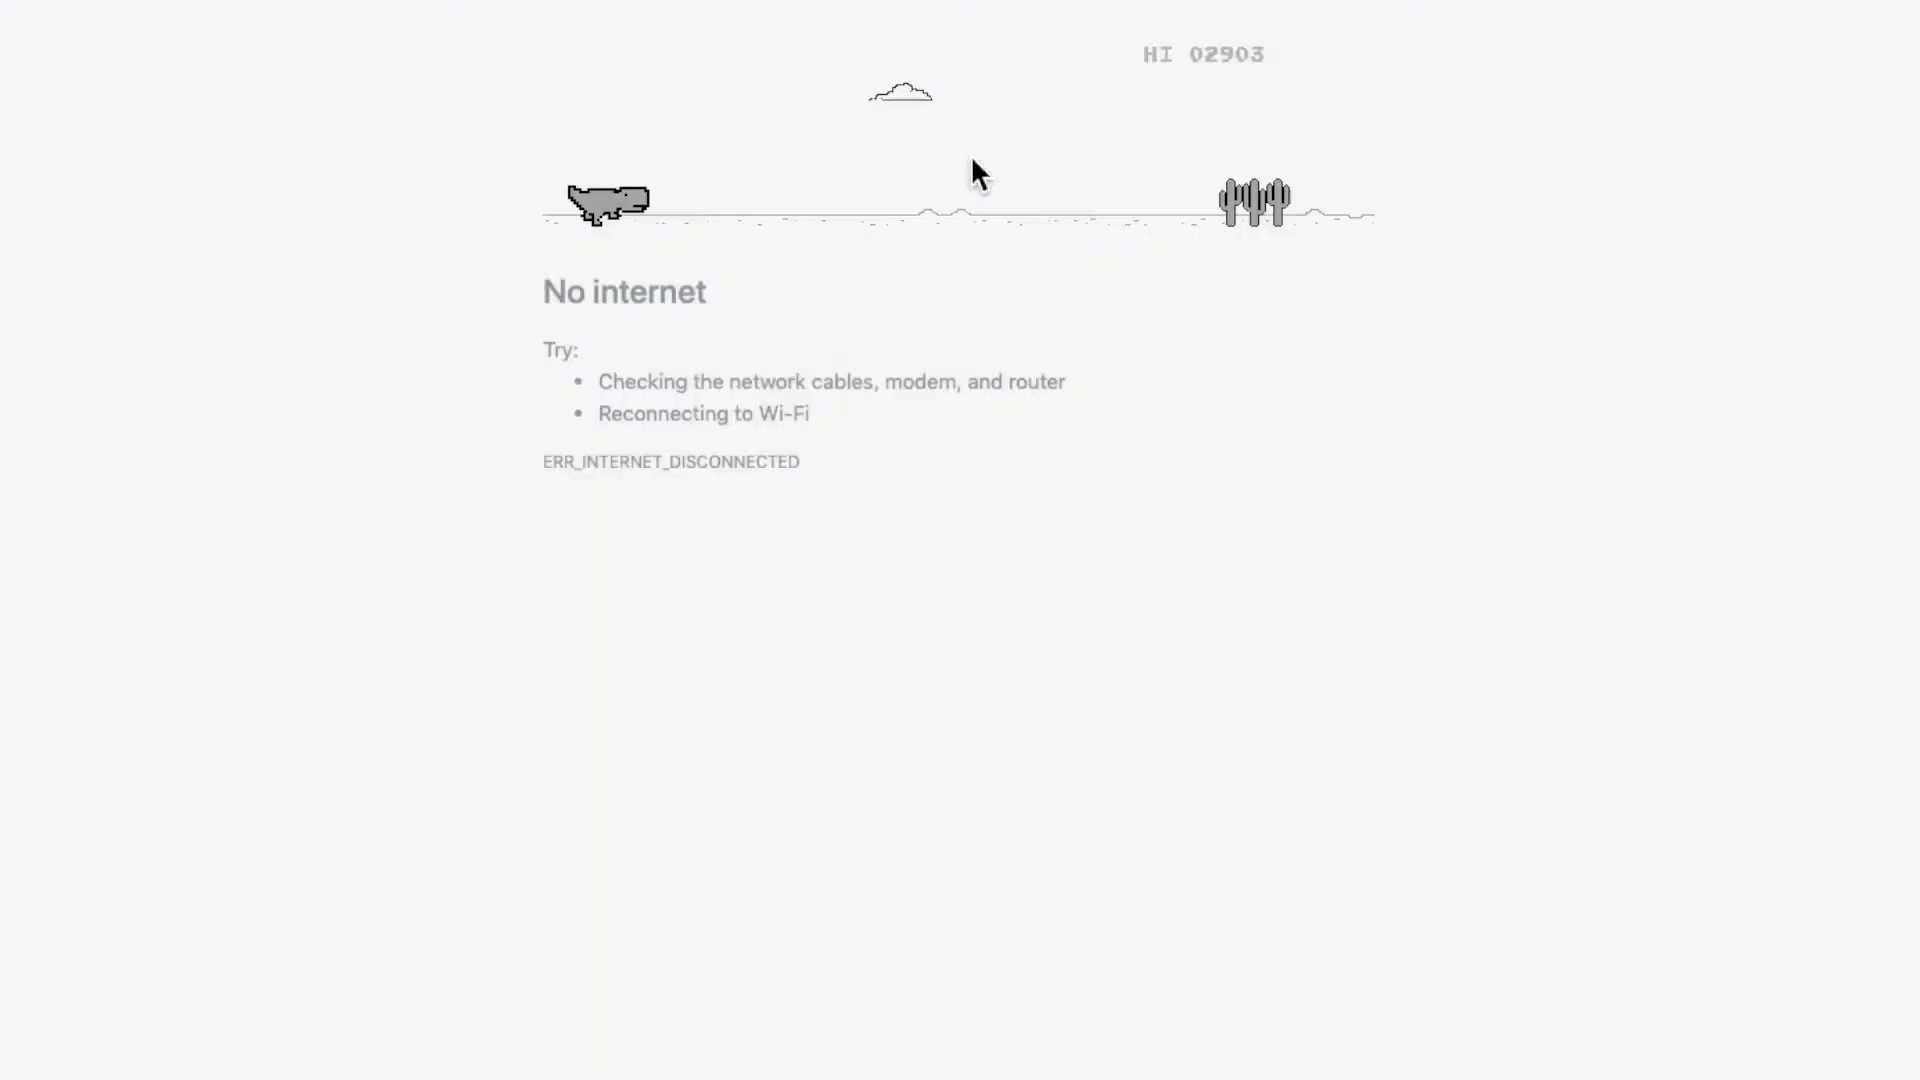 HI 02903
No internet
Try:
• Checking the network cables, modem, and router
• Reconnecting to Wi-Fi
ERR_INTERNET_DISCONNECTED